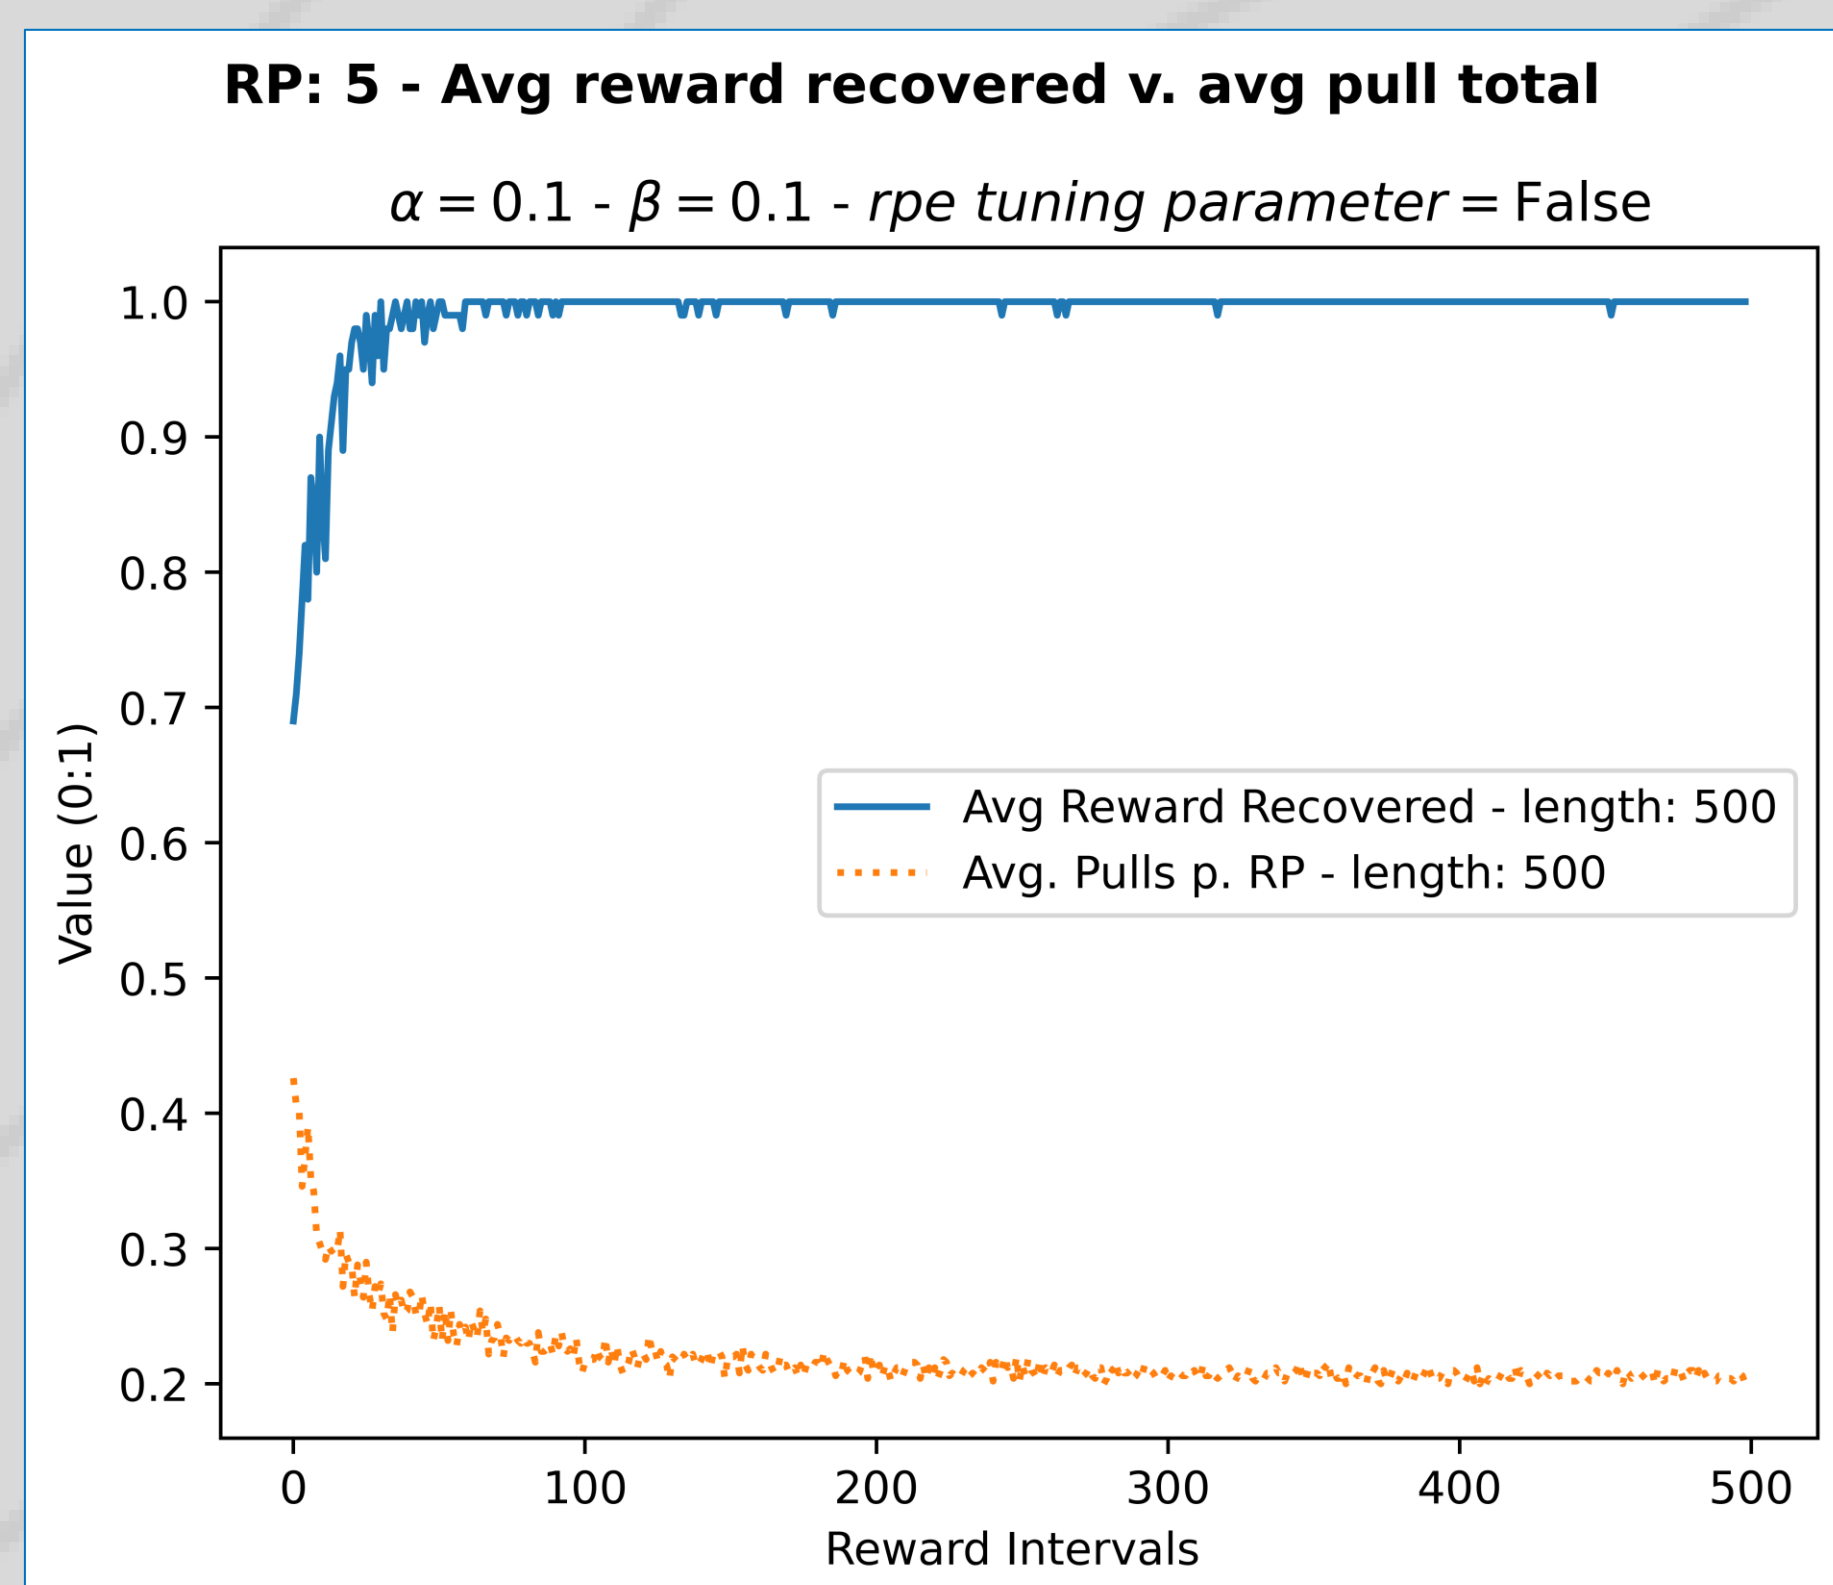 RP: 5 - Avg reward recovered v. avg pull total
α = 0.1 - β = 0.1 - rpe tuning parameter = False
1.0
0.9
0.8
0.7
0.6
0.5
0.4
0.3
0.2
Value (0:1)
Avg Reward Recovered - length: 500
Avg. Pulls p. RP - length: 500
0 100 200 300 400 500
Reward Intervals